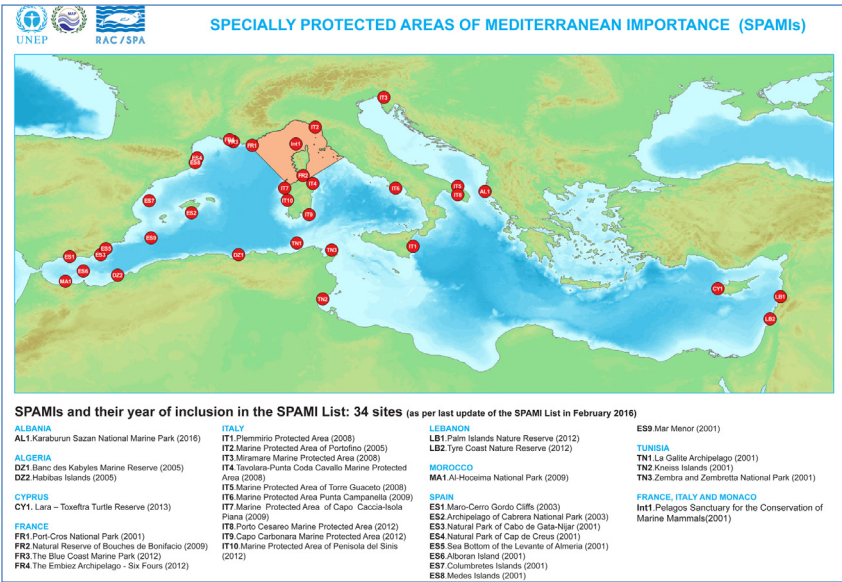 UNEP
MAP
RAC/SPA
SPECIALLY PROTECTED AREAS OF MEDITERRANEAN IMPORTANCE (SPAMIs)
IT3
IT2
FR4
FR3
FR1
Int1
ES4
ES8
FR2
IT7
IT4
IT6
IT5
IT8
AL1
ES7
IT10
ES2
IT9
ES9
TN1
ES5
ES3
ES1
DZ1
TN3
IT1
ES6
MA1
DZ2
CY1
TN2
LB1
LB2
SPAMIs and their year of inclusion in the SPAMI List: 34 sites (as per last update of the SPAMI List in February 2016)
ALBANIA
AL1.Karaburun Sazan National Marine Park (2016)
ALGERIA
DZ1.Banc des Kabyles Marine Reserve (2005)
DZ2.Habibas Islands (2005)
CYPRUS
CY1. Lara – Toxeftra Turtle Reserve (2013)
FRANCE
FR1.Port-Cros National Park (2001)
FR2.Natural Reserve of Bouches de Bonifacio (2009)
FR3.The Blue Coast Marine Park (2012)
FR4.The Embiez Archipelago - Six Fours (2012)
ITALY
IT1.Plemmirio Protected Area (2008)
IT2.Marine Protected Area of Portofino (2005)
IT3.Miramare Marine Protected Area (2008)
IT4.Tavolara-Punta Coda Cavallo Marine Protected
Area (2008)
IT5.Marine Protected Area of Torre Guaceto (2008)
IT6.Marine Protected Area Punta Campanella (2009)
IT7.Marine Protected Area of Capo Caccia-Isola
Piana (2009)
IT8.Porto Cesareo Marine Protected Area (2012)
IT9.Capo Carbonara Marine Protected Area (2012)
IT10.Marine Protected Area of Penisola del Sinis
(2012)
LEBANON
LB1.Palm Islands Nature Reserve (2012)
LB2.Tyre Coast Nature Reserve (2012)
MOROCCO
MA1.Al-Hoceima National Park (2009)
SPAIN
ES1.Maro-Cerro Gordo Cliffs (2003)
ES2.Archipelago of Cabrera National Park (2003)
ES3.Natural Park of Cabo de Gata-Nijar (2001)
ES4.Natural Park of Cap de Creus (2001)
ES5.Sea Bottom of the Levante of Almeria (2001)
ES6.Alboran Island (2001)
ES7.Columbretes Islands (2001)
ES8.Medes Islands (2001)
ES9.Mar Menor (2001)
TUNISIA
TN1.La Galite Archipelago (2001)
TN2.Kneiss Islands (2001)
TN3.Zembra and Zembretta National Park (2001)
FRANCE, ITALY AND MONACO
Int1.Pelagos Sanctuary for the Conservation of
Marine Mammals(2001)